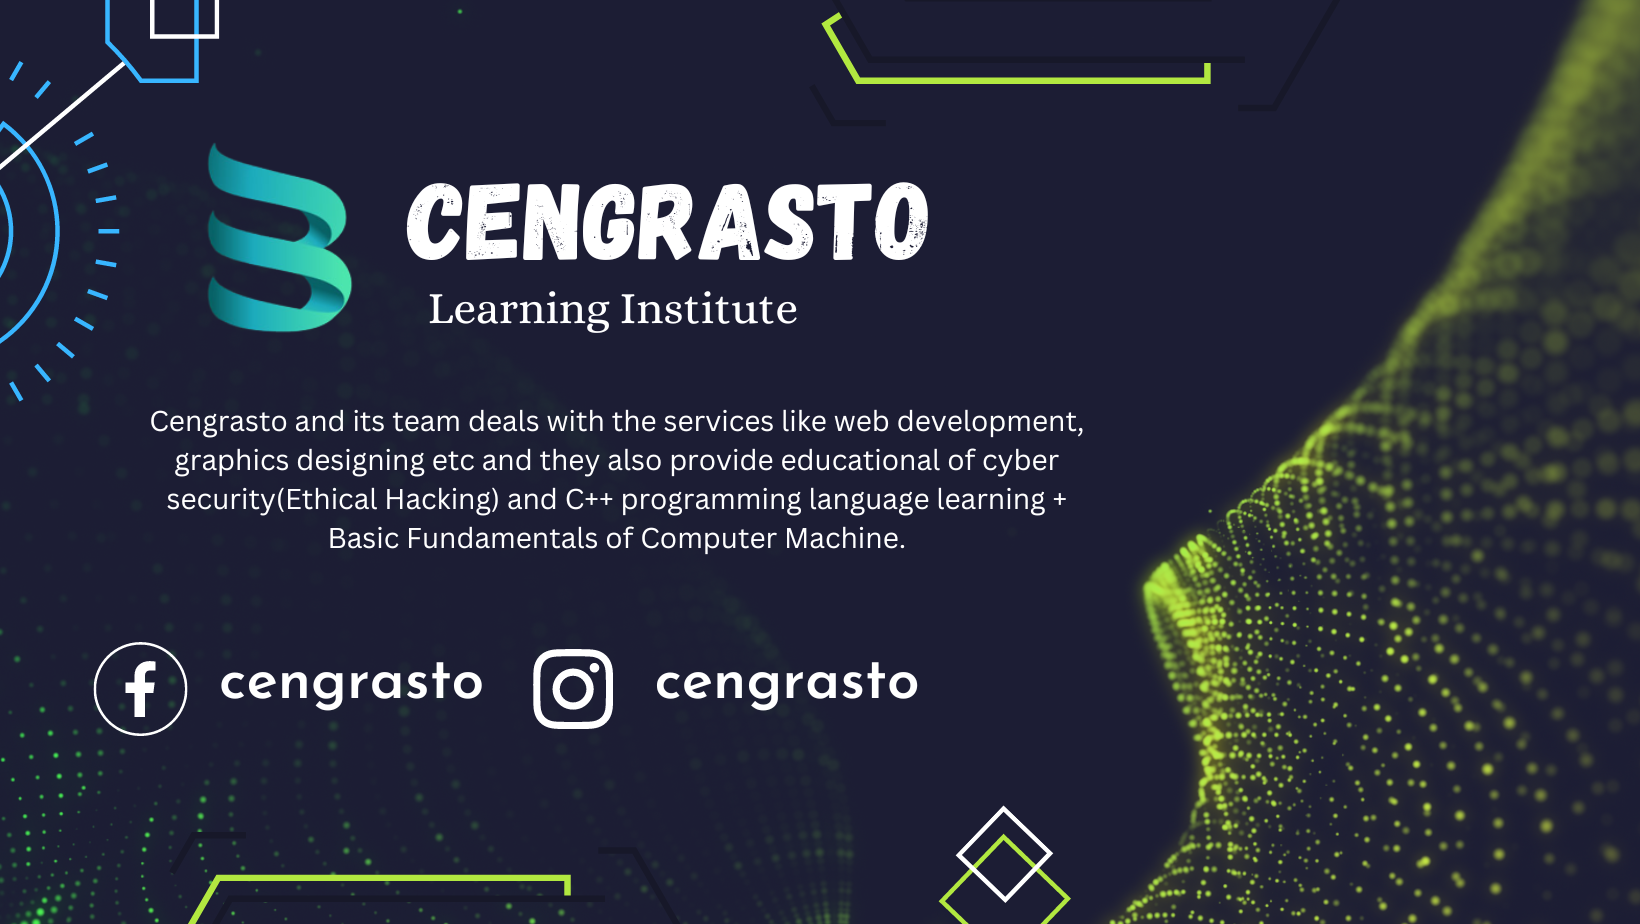 CENGRASTO
Learning Institute
Cengrasto and its team deals with the services like web development,
graphics designing etc and they also provide educational of cyber
security(Ethical Hacking) and C++ programming language learning +
Basic Fundamentals of Computer Machine.
cengrasto cengrasto